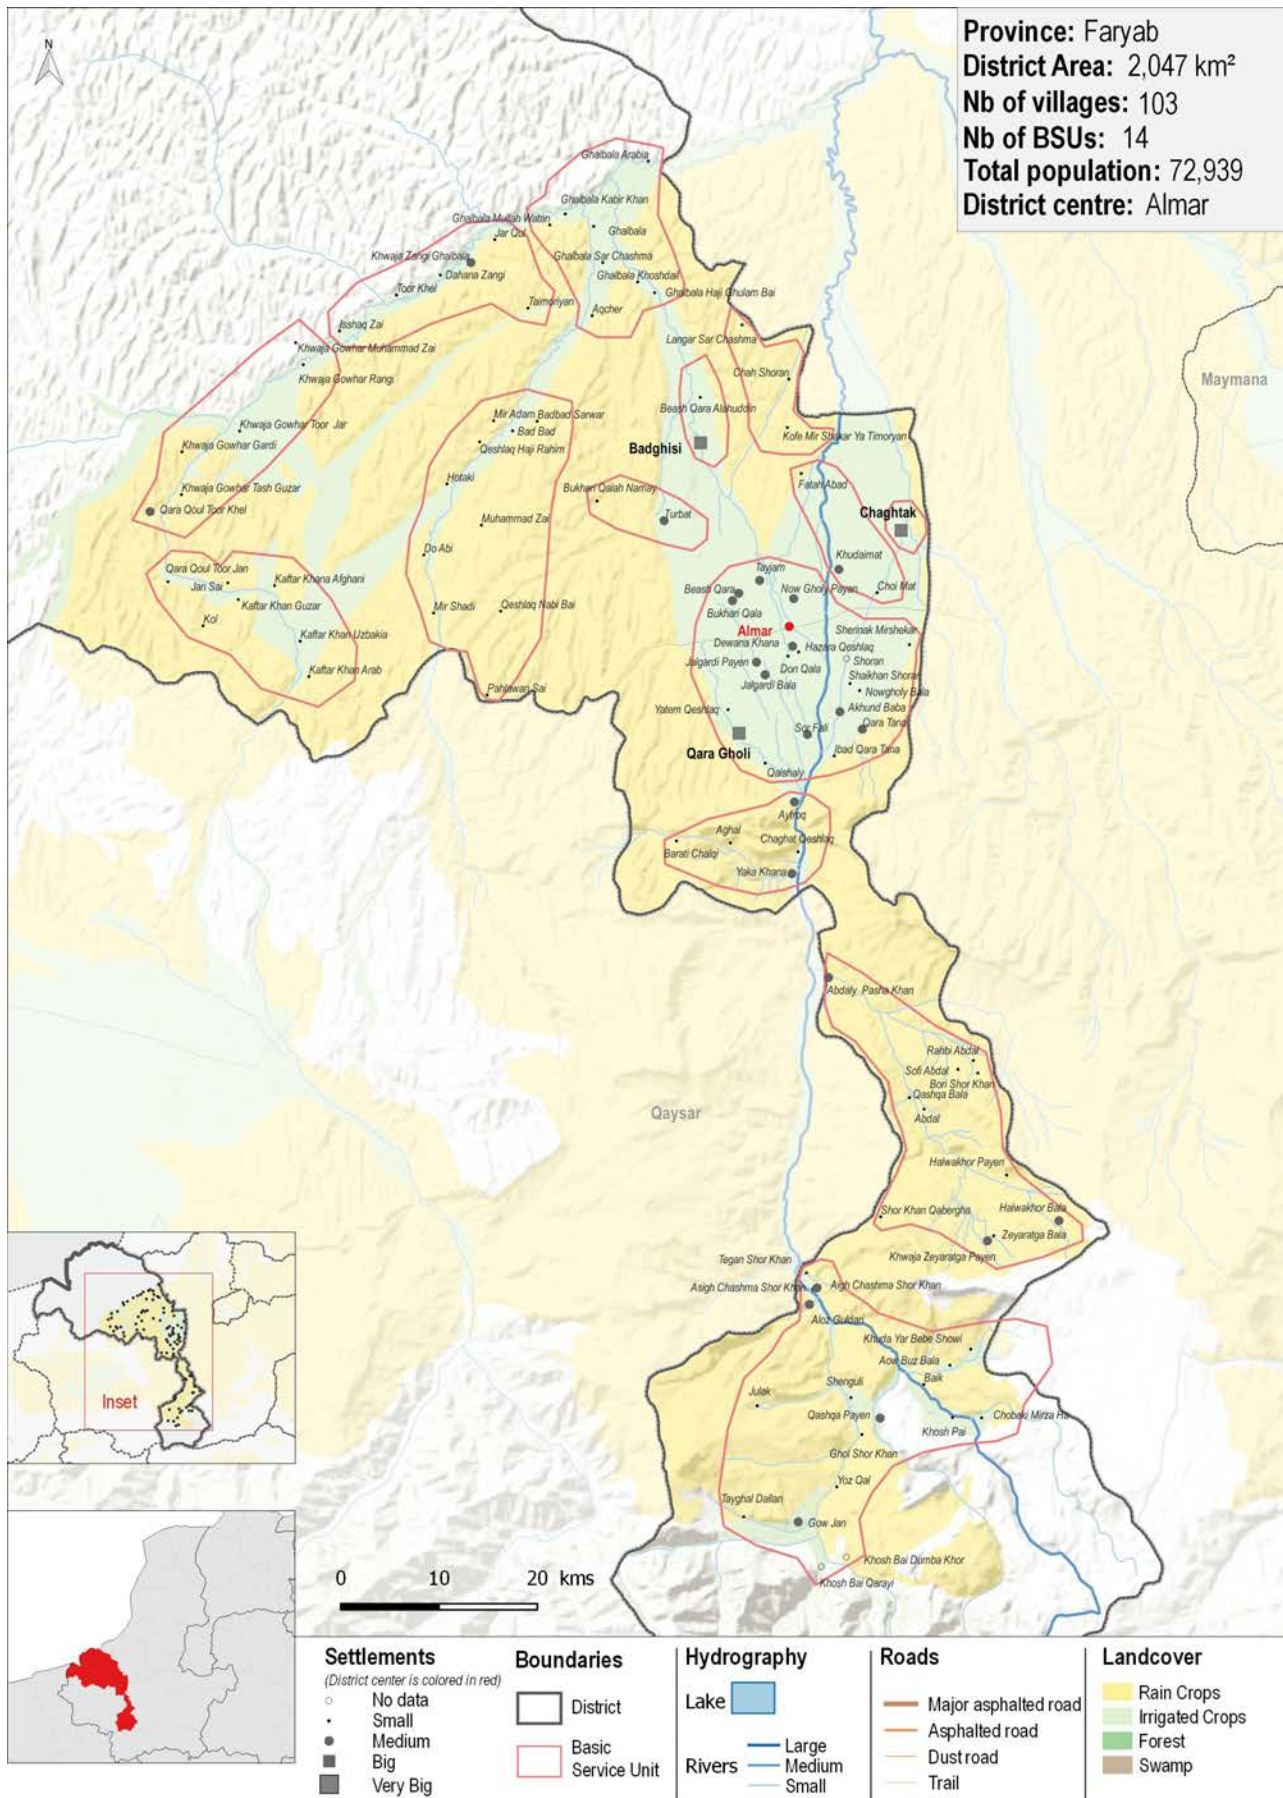 N
Province: Faryab
District Area: 2,047 km²
Nb of villages: 103
Nb of BSUs: 14
Total population: 72,939
District centre: Almar
Ghalbala Arabia
Ghalbala Kabir Khan
Ghalbala Mullah Watan
Ghalbala
Jar Qul
Khwaja Zangi Ghalbala
Ghalbala Sar Chashma
Dahana Zangi
Ghalbala Khoshdail
Toor Khel
Ghalbala Haji Ghulam Bai
Taimoriyan
Aqcher
Isshaq Zai
Langar Sar Chashma
Khwaja Gowhar Muhammad Zai
Khwaja Gowhar Rangi
Chah Shoran
Maymana
Beash Qara Alahuddin
Mir Adam Badbad Sarwar
Khwaja Gowhar Toor Jar
Bad Bad
Kofe Mir Shekar Ya Timoryan
Khwaja Gowhar Gardi
Qeshlaq Haji Rahim
Badghisi
Hotaki
Fatah Abad
Khwaja Gowhar Tash Guzar
Bukhari Qalah Namay
Qara Qoul Toor Khel
Turbat
Chaghtak
Muhammad Zai
Do Abi
Khudaimat
Qara Qoul Toor Jan
Tayjam
Kaftar Khana Afghani
Jan Sai
Beash Qara
Now Gholy Payen
Choi Mat
Kaftar Khan Guzar
Mir Shadi
Qeshlaq Nabi Bai
Bukhari Qala
Kol
Almar
Sherinak Mirshekar
Kaftar Khan Uzbakia
Dewana Khana
Hazara Qeshlaq
Jalgardi Payen
Don Qala
Shoran
Kaftar Khan Arab
Jalgardi Bala
Shaikhan Shoran
Pahlawan Sai
Nowgholy Bala
Yatem Qeshlaq
Akhund Baba
Sor Fali
Qara Tana
Qara Gholi
Ibad Qara Tana
Qaishaly
Aytroq
Aghal
Chaghat Qeshlaq
Barati Chalqi
Yaka Khana
Abdaly Pasha Khan
Rahbi Abdal
Sofi Abdal
Bori Shor Khan
Qashqa Bala
Qaysar
Abdal
Halwakhor Payen
Shor Khan Qabergha
Halwakhor Bala
Zeyaratga Bala
Khwaja Zeyaratga Payen
Tegan Shor Khan
Asigh Chashma Shor Khan
Aigh Chashma Shor Khan
Aloz Guldari
Khuda Yar Bebe Showi
Aow Buz Bala
Baik
Julak
Shenguli
Inset
Qashqa Payen
Chobaki Mirza Ha
Khosh Pai
Ghol Shor Khan
Yoz Qal
Tayghal Dallan
Gow Jan
Khosh Bai Dumba Khor
Khosh Bai Qarayi
0 10 20 kms
Settlements
(District center is colored in red)
No data
Small
Medium
Big
Very Big
Boundaries
District
Basic
Service Unit
Hydrography
Lake
Rivers
Large
Medium
Small
Roads
Major asphalted road
Asphalted road
Dust road
Trail
Landcover
Rain Crops
Irrigated Crops
Forest
Swamp